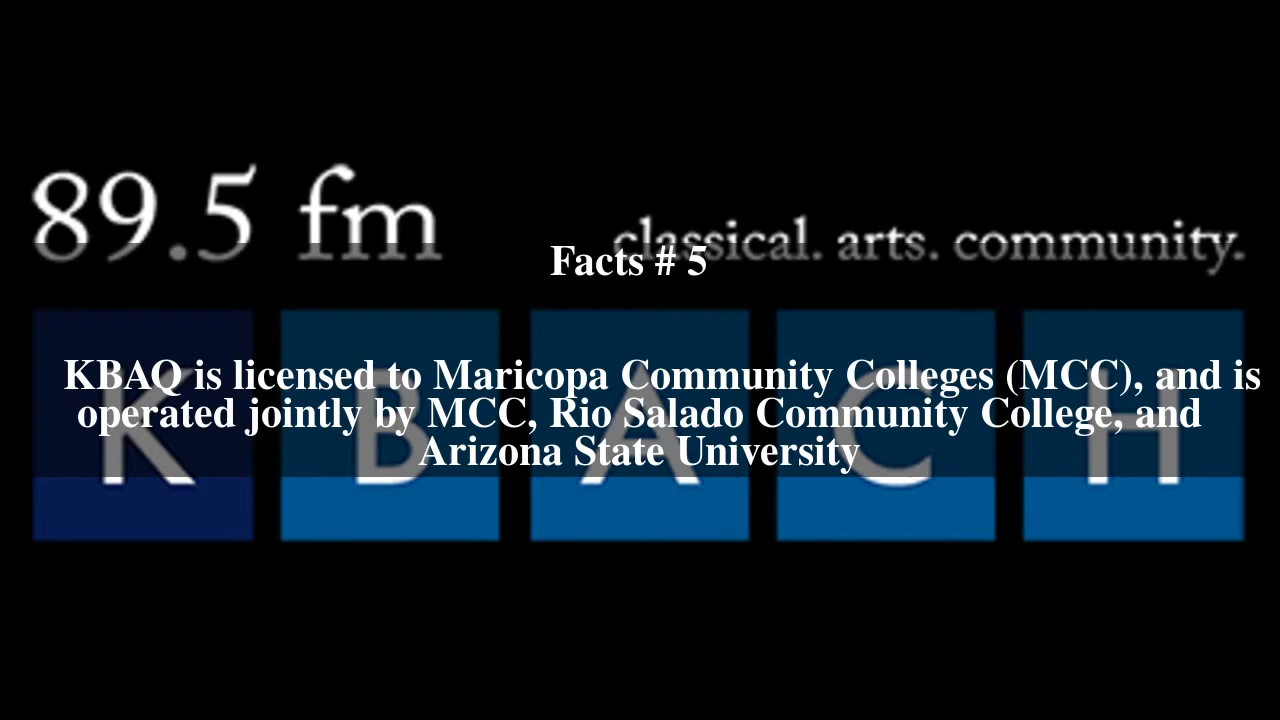 89.5 fm
classical. arts. community.
Facts # 5
K B A C H
KBAQ is licensed to Maricopa Community Colleges (MCC), and is
operated jointly by MCC, Rio Salado Community College, and
Arizona State University